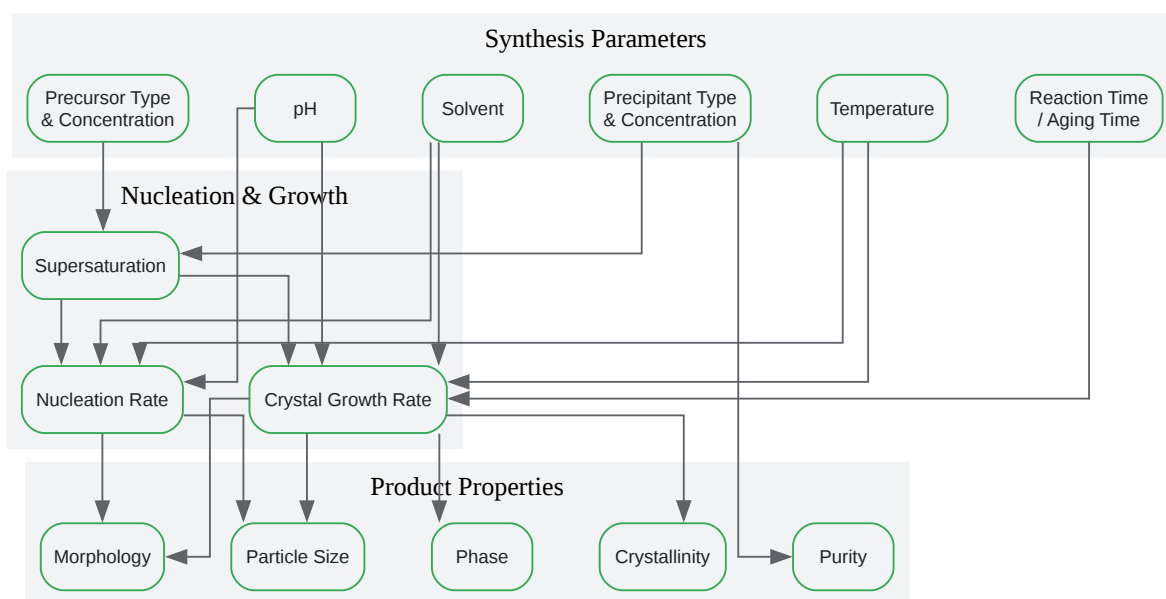 Synthesis Parameters
Precursor Type
& Concentration
pH
Solvent
Precipitant Type
& Concentration
Temperature
Reaction Time
/ Aging Time
Nucleation & Growth
Supersaturation
Nucleation Rate
Crystal Growth Rate
Product Properties
Morphology
Particle Size
Phase
Crystallinity
Purity